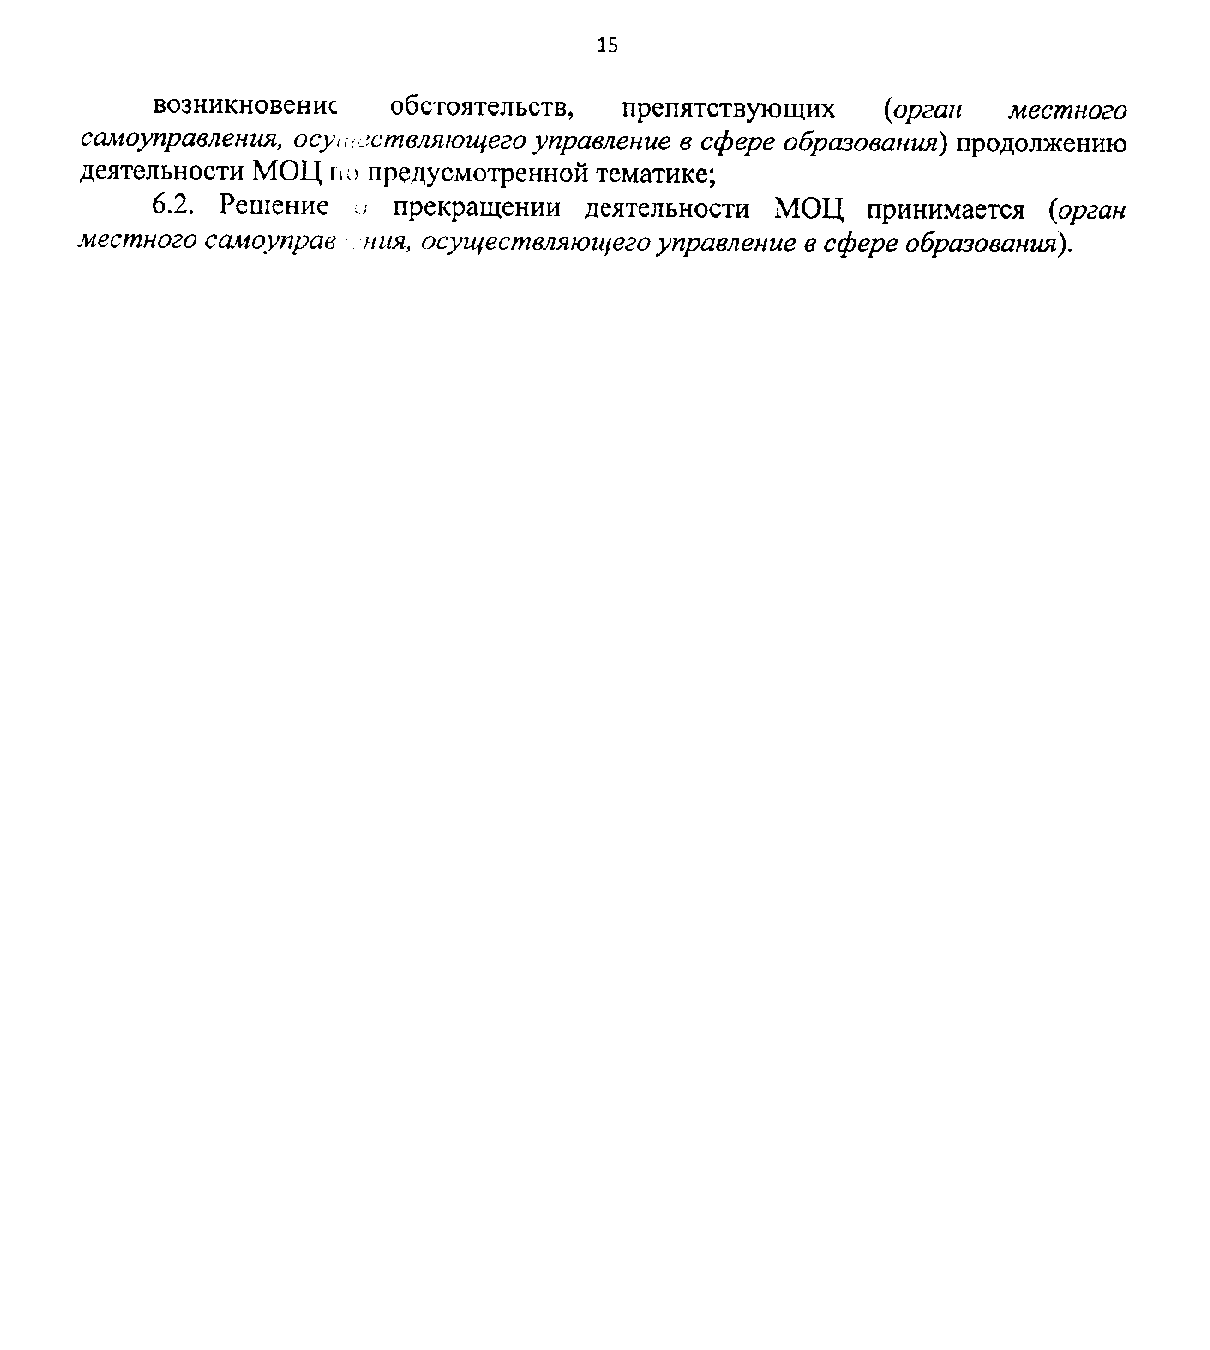 15
возникновение обстоятельств, препятствующих (орган местного
самоуправления, осуществляющего управление в сфере образования) продолжению
деятельности МОЦ по предусмотренной тематике;
6.2. Решение о прекращении деятельности МОЦ принимается (орган
местного самоуправления, осуществляющего управление в сфере образования).